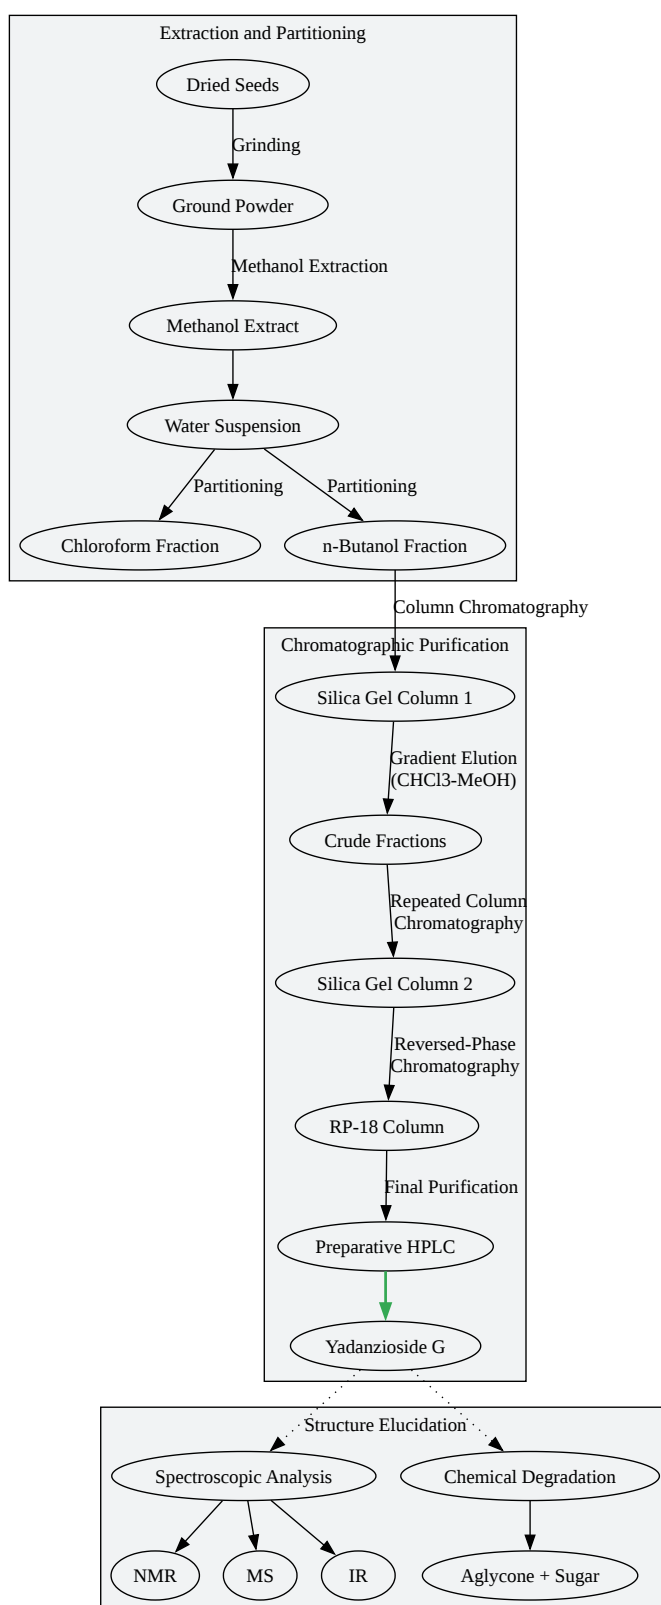 Extraction and Partitioning
Dried Seeds
Grinding
Ground Powder
Methanol Extraction
Methanol Extract
Water Suspension
Partitioning
Partitioning
Chloroform Fraction
n-Butanol Fraction
Column Chromatography
Chromatographic Purification
Silica Gel Column 1
Gradient Elution
(CHCl3-MeOH)
Crude Fractions
Repeated Column
Chromatography
Silica Gel Column 2
Reversed-Phase
Chromatography
RP-18 Column
Final Purification
Preparative HPLC
Yadanzioside G
Structure Elucidation
Spectroscopic Analysis
Chemical Degradation
NMR
MS
IR
Aglycone + Sugar